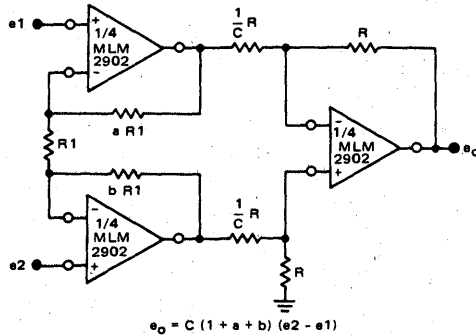 e1
+
1/4
MLM
2902
−
1/C R
R
a R1
R1
−
1/4
MLM
2902
+
eo
b R1
−
1/4
MLM
2902
+
1/C R
e2
R
eo = C (1 + a + b) (e2 - e1)